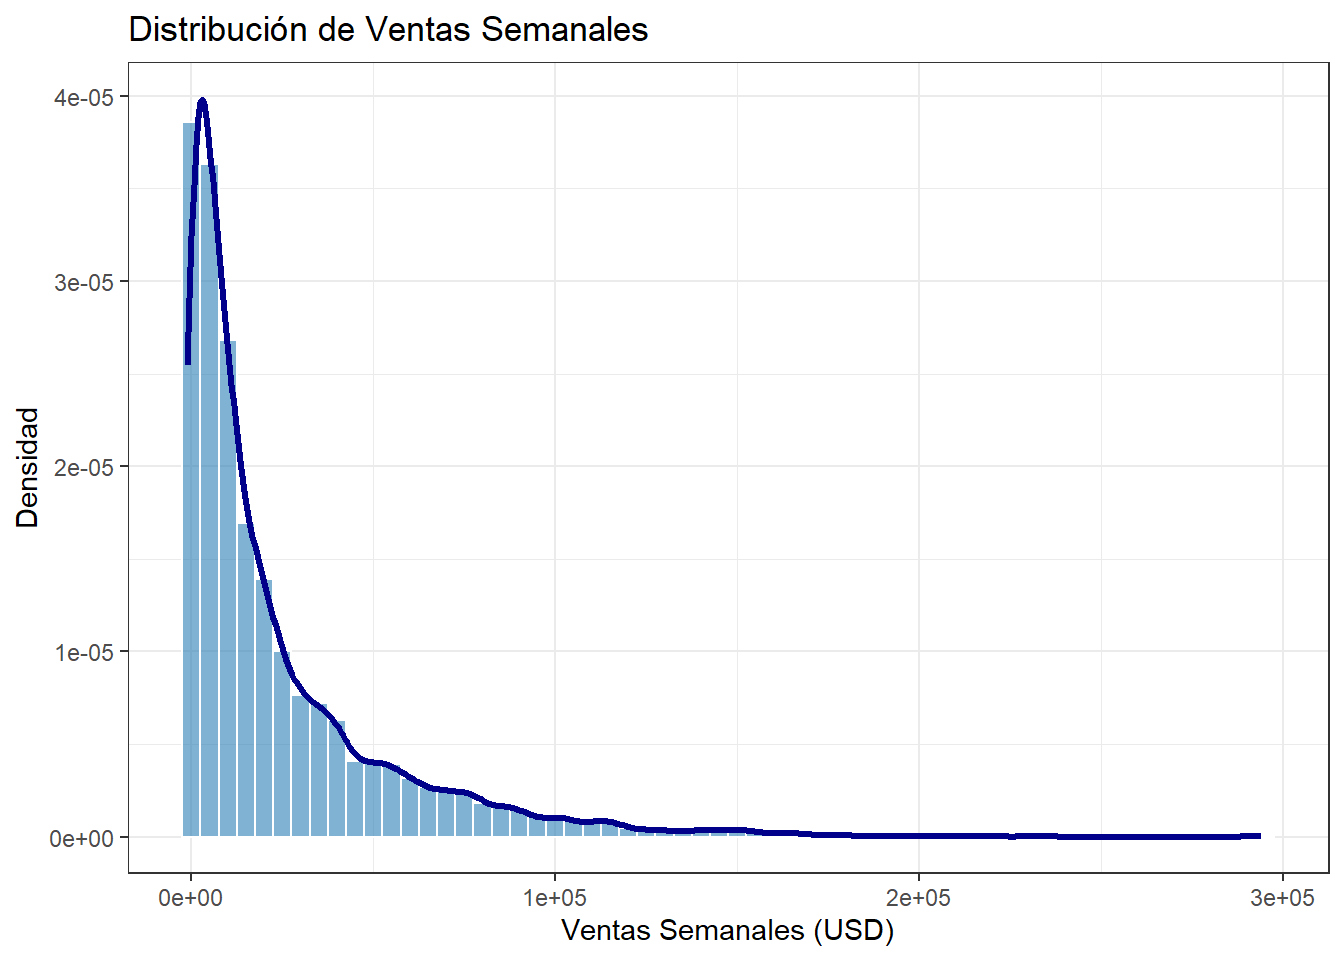 Distribución de Ventas Semanales
4e-05
3e-05
2e-05
1e-05
0e+00
Densidad
0e+00 1e+05 2e+05 3e+05
Ventas Semanales (USD)